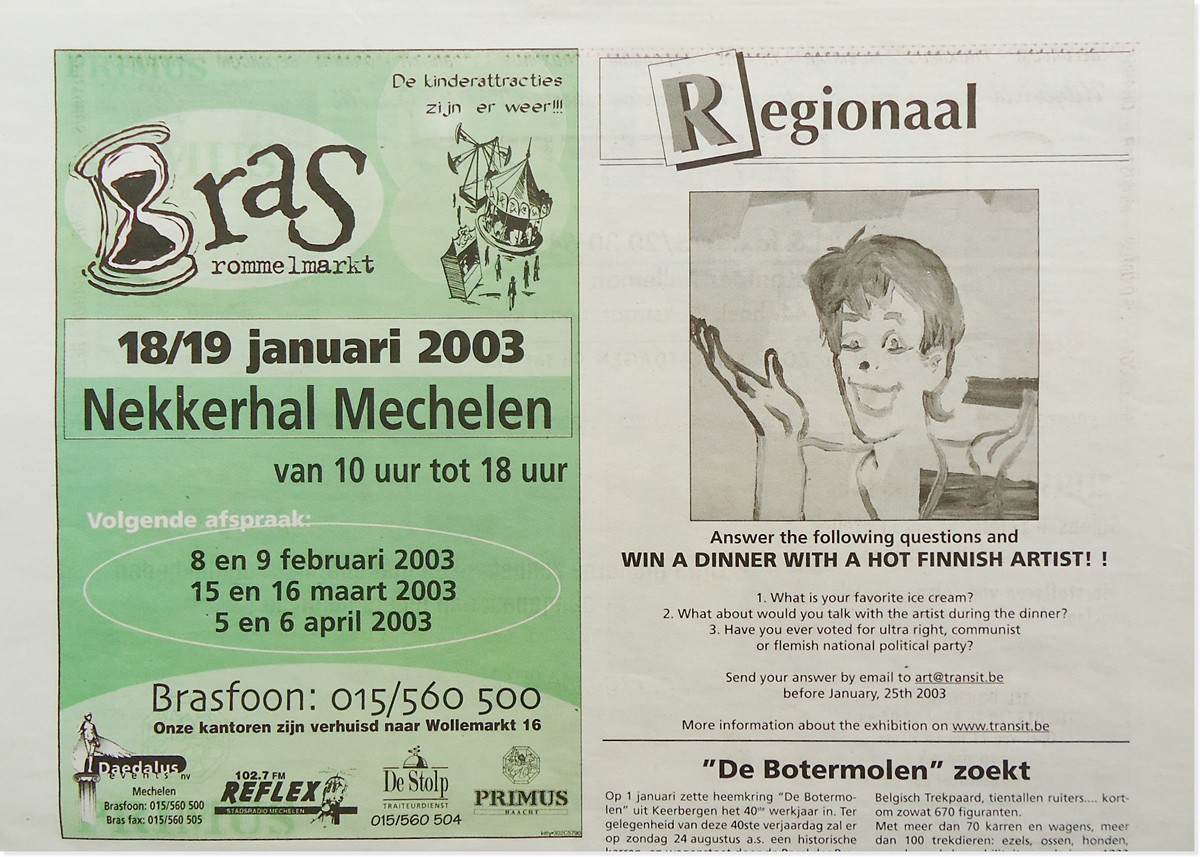 De kinderattracties
zijn er weer!!!
Bras
rommelmarkt
18/19 januari 2003
Nekkerhal Mechelen
van 10 uur tot 18 uur
Volgende afspraak:
8 en 9 februari 2003
15 en 16 maart 2003
5 en 6 april 2003
Brasfoon: 015/560 500
Onze kantoren zijn verhuisd naar Wollemarkt 16
Daedalus
events nv
Mechelen
Brasfoon: 015/560 500
Bras fax: 015/560 505
102.7 FM
REFLEX
STADSRADIO MECHELEN
De Stolp
TRAITEURDIENST
015/560 504
PRIMUS
HAACHT
Regionaal
Answer the following questions and
WIN A DINNER WITH A HOT FINNISH ARTIST! !
1. What is your favorite ice cream?
2. What about would you talk with the artist during the dinner?
3. Have you ever voted for ultra right, communist
or flemish national political party?
Send your answer by email to art@transit.be
before January, 25th 2003
More information about the exhibition on www.transit.be
"De Botermolen" zoekt
Op 1 januari zette heemkring "De Botermo-
len" uit Keerbergen het 40ste werkjaar in. Ter
gelegenheid van deze 40ste verjaardag zal er
op zondag 24 augustus a.s. een historische
Belgisch Trekpaard, tientallen ruiters.... kort-
om zowat 670 figuranten.
Met meer dan 70 karren en wagens, meer
dan 100 trekdieren: ezels, ossen, honden,